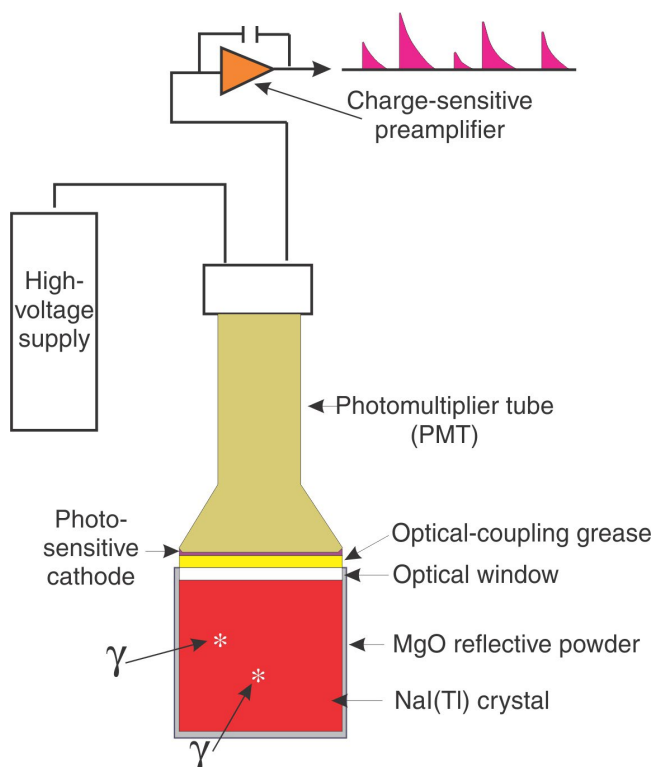 Charge-sensitive
preamplifier
High-
voltage
supply
Photomultiplier tube
(PMT)
Photo-
sensitive
cathode
Optical-coupling grease
Optical window
MgO reflective powder
NaI(Tl) crystal
γ
γ
*
*